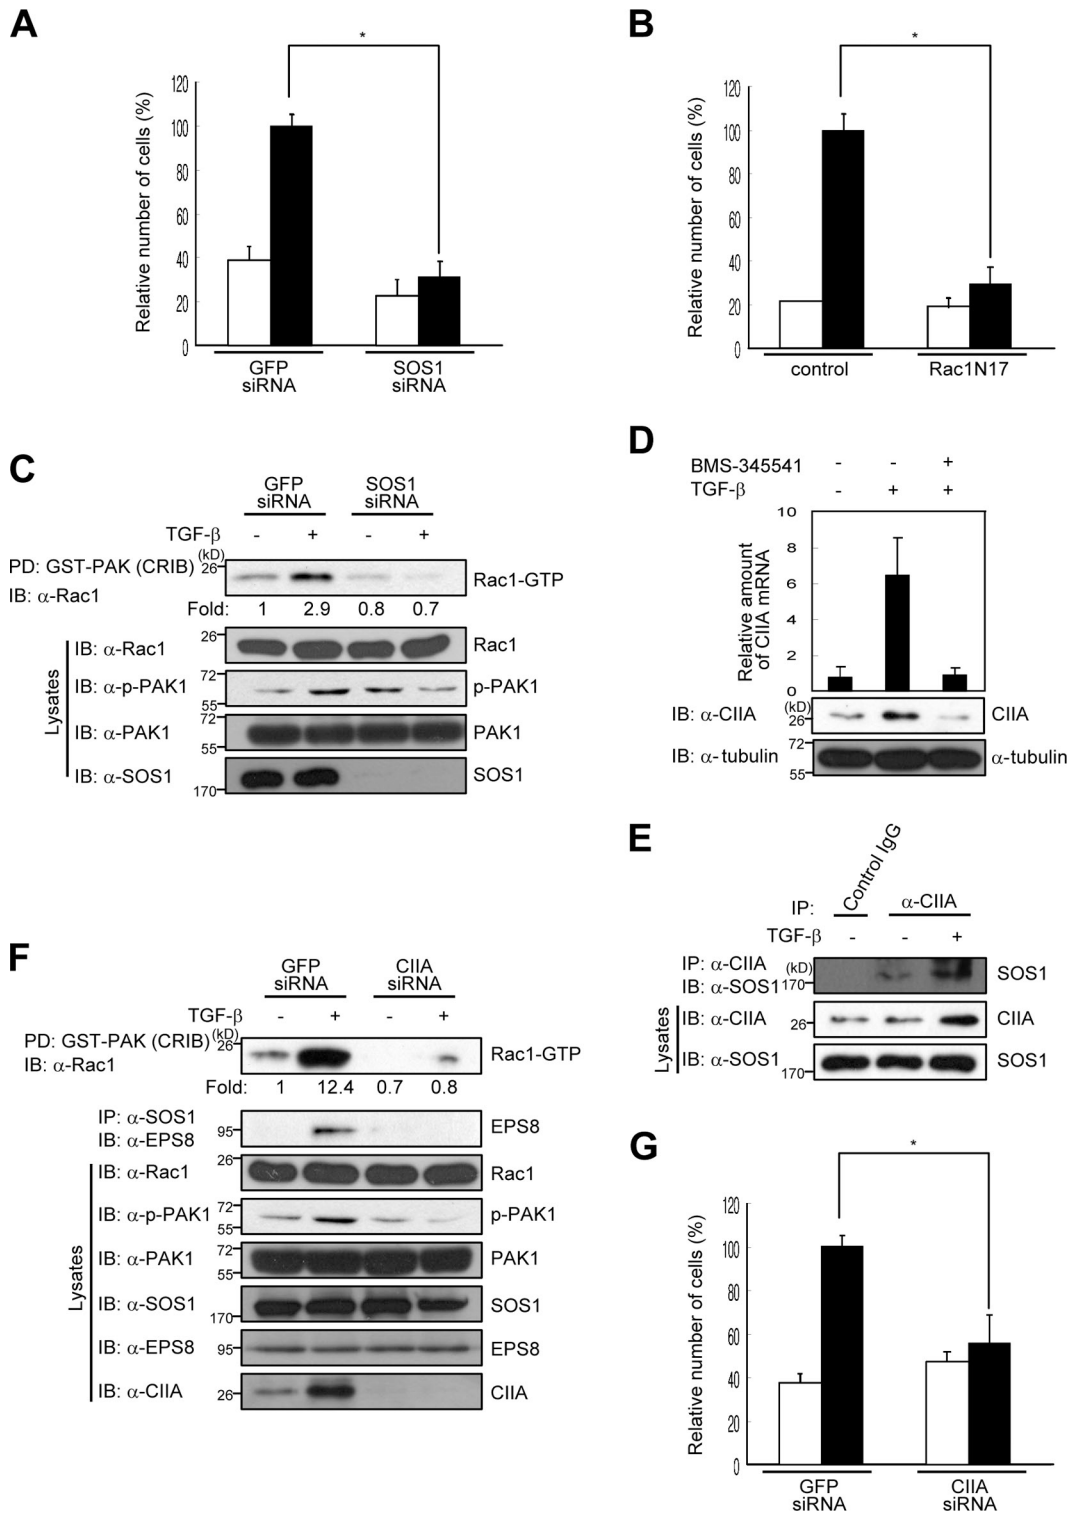 A
*
Relative number of cells (%)
120
100
80
60
40
20
0
GFP siRNA
SOS1 siRNA
B
*
Relative number of cells (%)
120
100
80
60
40
20
0
control
Rac1N17
C
GFP siRNA
SOS1 siRNA
TGF-β - + - +
(kD)
PD: GST-PAK (CRIB) 26
IB: α-Rac1
Rac1-GTP
Fold: 1 2.9 0.8 0.7
Lysates
26
IB: α-Rac1 Rac1
72
IB: α-p-PAK1 p-PAK1
55
72
IB: α-PAK1 PAK1
55
IB: α-SOS1 SOS1
170
D
BMS-345541 - - +
TGF-β - + +
Relative amount of CIIA mRNA
10
8
6
4
2
0
(kD)
IB: α-CIIA 26 CIIA
72
IB: α-tubulin α-tubulin
55
E
Control IgG
IP: α-CIIA
TGF-β - - +
IP: α-CIIA (kD)
IB: α-SOS1 170 SOS1
Lysates
IB: α-CIIA 26 CIIA
IB: α-SOS1 170 SOS1
F
GFP siRNA
CIIA siRNA
TGF-β - + - +
(kD)
PD: GST-PAK (CRIB) 26
IB: α-Rac1
Rac1-GTP
Fold: 1 12.4 0.7 0.8
IP: α-SOS1
IB: α-EPS8 95 EPS8
Lysates
26
IB: α-Rac1 Rac1
72
IB: α-p-PAK1 p-PAK1
55
72
IB: α-PAK1 PAK1
55
IB: α-SOS1 SOS1
170
IB: α-EPS8 95 EPS8
IB: α-CIIA 26 CIIA
G
*
Relative number of cells (%)
120
100
80
60
40
20
0
GFP siRNA
CIIA siRNA